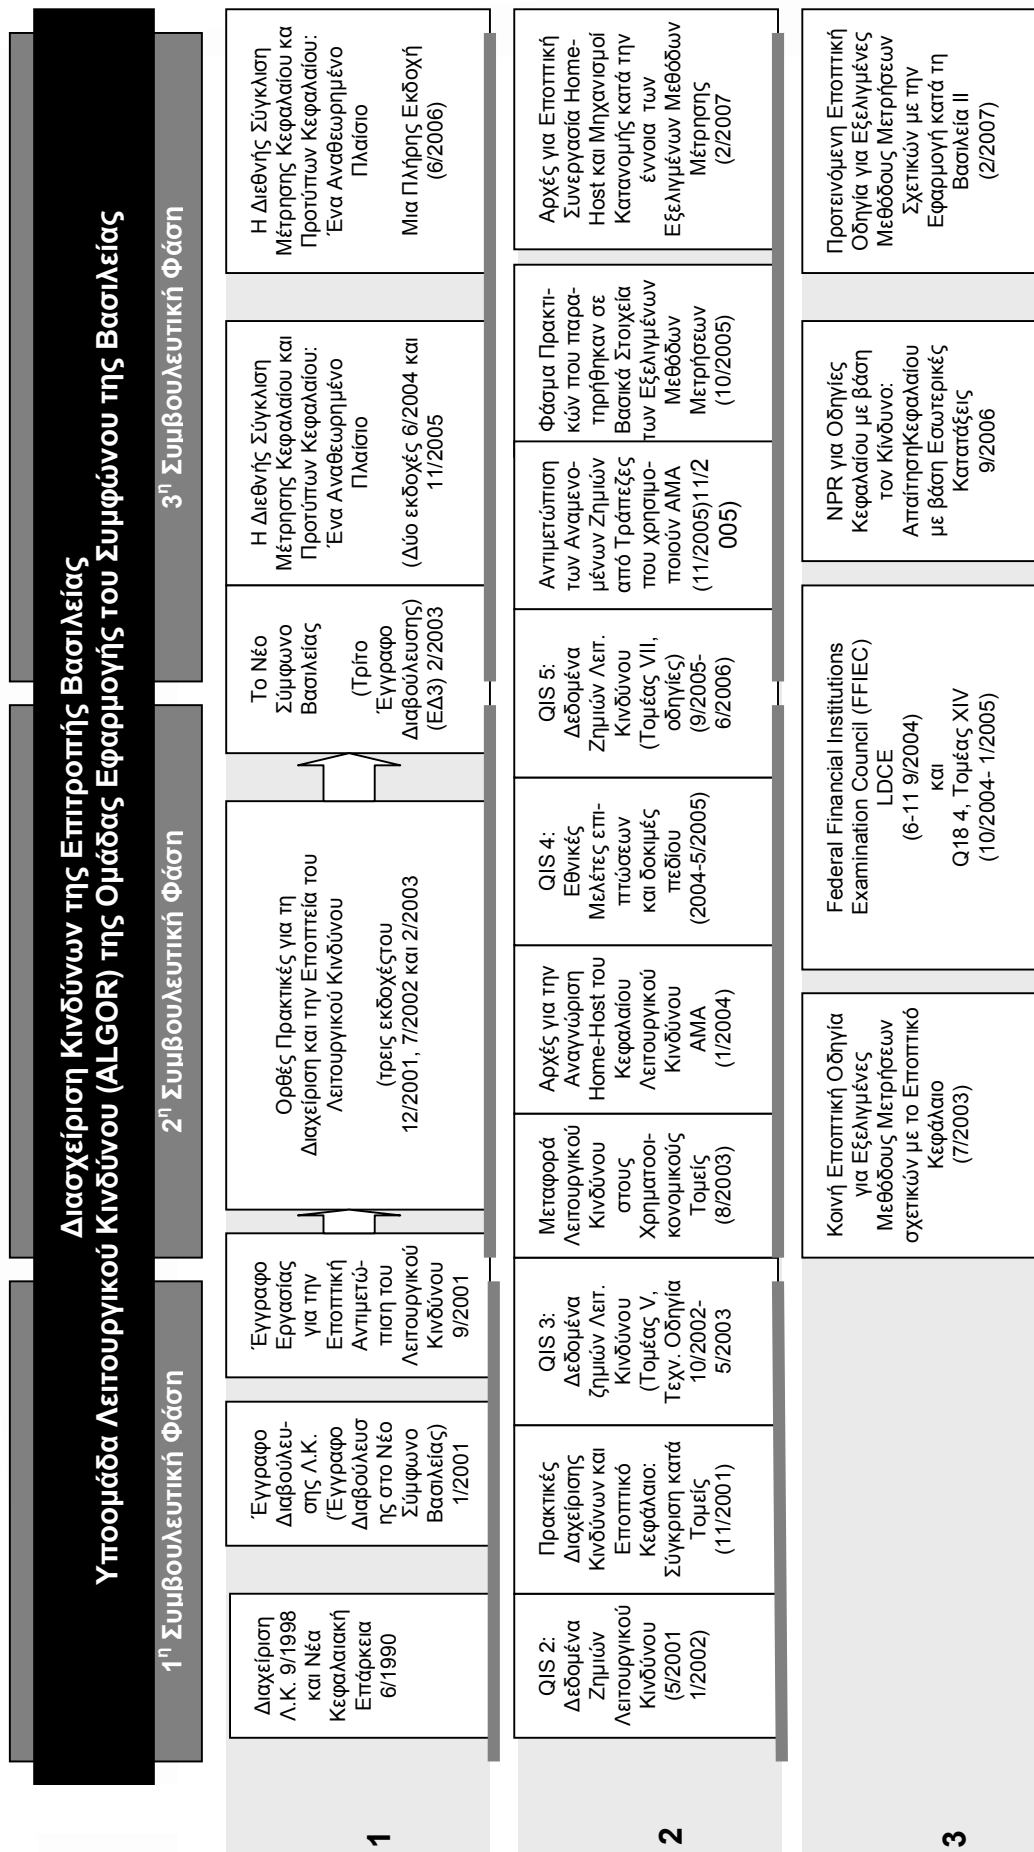 Διασχείριση Κινδύνων της Επιτροπής Βασιλείας
Υποομάδα Λειτουργικού Κινδύνου (ALGOR) της Ομάδας Εφαρμογής του Συμφώνου της Βασιλείας
1η Συμβουλευτική Φάση
2η Συμβουλευτική Φάση
3η Συμβουλευτική Φάση
1
Διαχείριση
Λ.Κ. 9/1998
και Νέα
Κεφαλαιακή
Επάρκεια
6/1990
Έγγραφο
Διαβούλευ-
σης Λ.Κ.
(Έγγραφο
Διαβούλευσ
ης στο Νέο
Σύμφωνο
Βασιλείας)
1/2001
Έγγραφο
Εργασίας
για την
Εποπτική
Αντιμετώ-
πιση του
Λειτουργικού
Κινδύνου
9/2001
Ορθές Πρακτικές για τη
Διαχείριση και την Εποπτεία του
Λειτουργικού Κινδύνου
(τρεις εκδοχέςτου
12/2001, 7/2002 και 2/2003
Το Νέο
Σύμφωνο
Βασιλείας
(Τρίτο
Έγγραφο
Διαβούλευσης)
(ΕΔ3) 2/2003
Η Διεθνής Σύγκλιση
Μέτρησης Κεφαλαίου και
Προτύπων Κεφαλαίου:
Ένα Αναθεωρημένο
Πλαίσιο
(Δύο εκδοχές 6/2004 και
11/2005
Η Διεθνής Σύγκλιση
Μέτρησης Κεφαλαίου κα
Προτύπων Κεφαλαίου:
Ένα Αναθεωρημένο
Πλαίσιο
Μια Πλήρης Εκδοχή
(6/2006)
2
QIS 2:
Δεδομένα
Ζημιών
Λειτουργικού
Κινδύνου
(5/2001
1/2002)
Πρακτικές
Διαχείρισης
Κινδύνων και
Εποπτικό
Κεφάλαιο:
Σύγκριση κατά
Τομείς
(11/2001)
QIS 3:
Δεδομένα
ζημιών Λειτ.
Κινδύνου
(Τομέας V,
Τεχν. Οδηγία
10/2002-
5/2003
Μεταφορά
Λειτουργικού
Κινδύνου
στους
Χρηματοοι-
κονομικούς
Τομείς
(8/2003)
Αρχές για την
Αναγνώριση
Home-Host του
Κεφαλαίου
Λειτουργικού
Κινδύνου
AMA
(1/2004)
QIS 4:
Εθνικές
Μελέτες επι-
πτώσεων
και δοκιμές
πεδίου
(2004-5/2005)
QIS 5:
Δεδομένα
Ζημιών Λειτ.
Κινδύνου
(Τομέας VII,
οδηγίες)
(9/2005-
6/2006)
Αντιμετώπιση
των Αναμενο-
μένων Ζημιών
από Τράπεζες
που χρησιμο-
ποιούν AMA
(11/2005)11/2
005)
Φάσμα Πρακτι-
κών που παρα-
τηρήθηκαν σε
Βασικά Στοιχεία
των Εξελιγμένων
Μεθόδων
Μετρήσεων
(10/2005)
Αρχές για Εποπτική
Συνεργασία Home-
Host και Μηχανισμοί
Κατανομής κατά την
έννοια των
Εξελιγμένων Μεθόδων
Μέτρησης
(2/2007)
3
Κοινή Εποπτική Οδηγία
για Εξελιγμένες
Μεθόδους Μετρήσεων
σχετικών με το Εποπτικό
Κεφάλαιο
(7/2003)
Federal Financial Institutions
Examination Council (FFIEC)
LDCE
(6-11 9/2004)
και
Q18 4, Τομέας XIV
(10/2004- 1/2005)
NPR για Οδηγίες
Κεφαλαίου με βάση
τον Κίνδυνο:
ΑπαίτησηΚεφαλαίου
με βάση Εσωτερικές
Κατατάξεις
9/2006
Προτεινόμενη Εποπτική
Οδηγία για Εξελιγμένες
Μεθόδους Μετρήσεων
Σχετικών με την
Εφαρμογή κατά τη
Βασιλεία II
(2/2007)